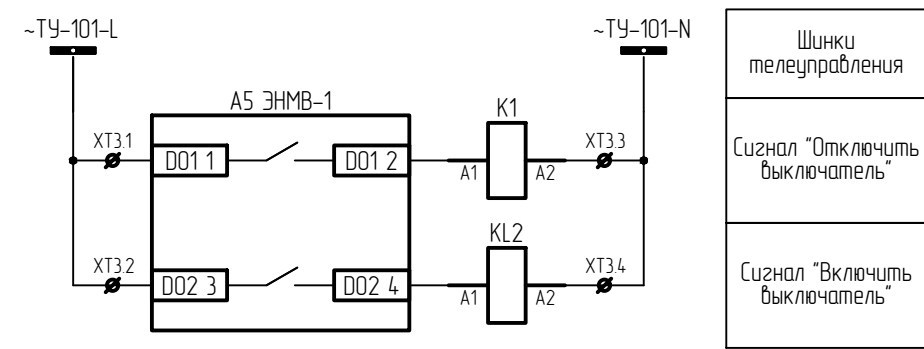 ~ТУ-101-L
~ТУ-101-N
Шинки
телеуправления
А5 ЭНМВ-1
K1
XT3.1
DO1 1
DO1 2
A1
A2
XT3.3
Сигнал "Отключить
выключатель"
KL2
XT3.2
DO2 3
DO2 4
A1
A2
XT3.4
Сигнал "Включить
выключатель"